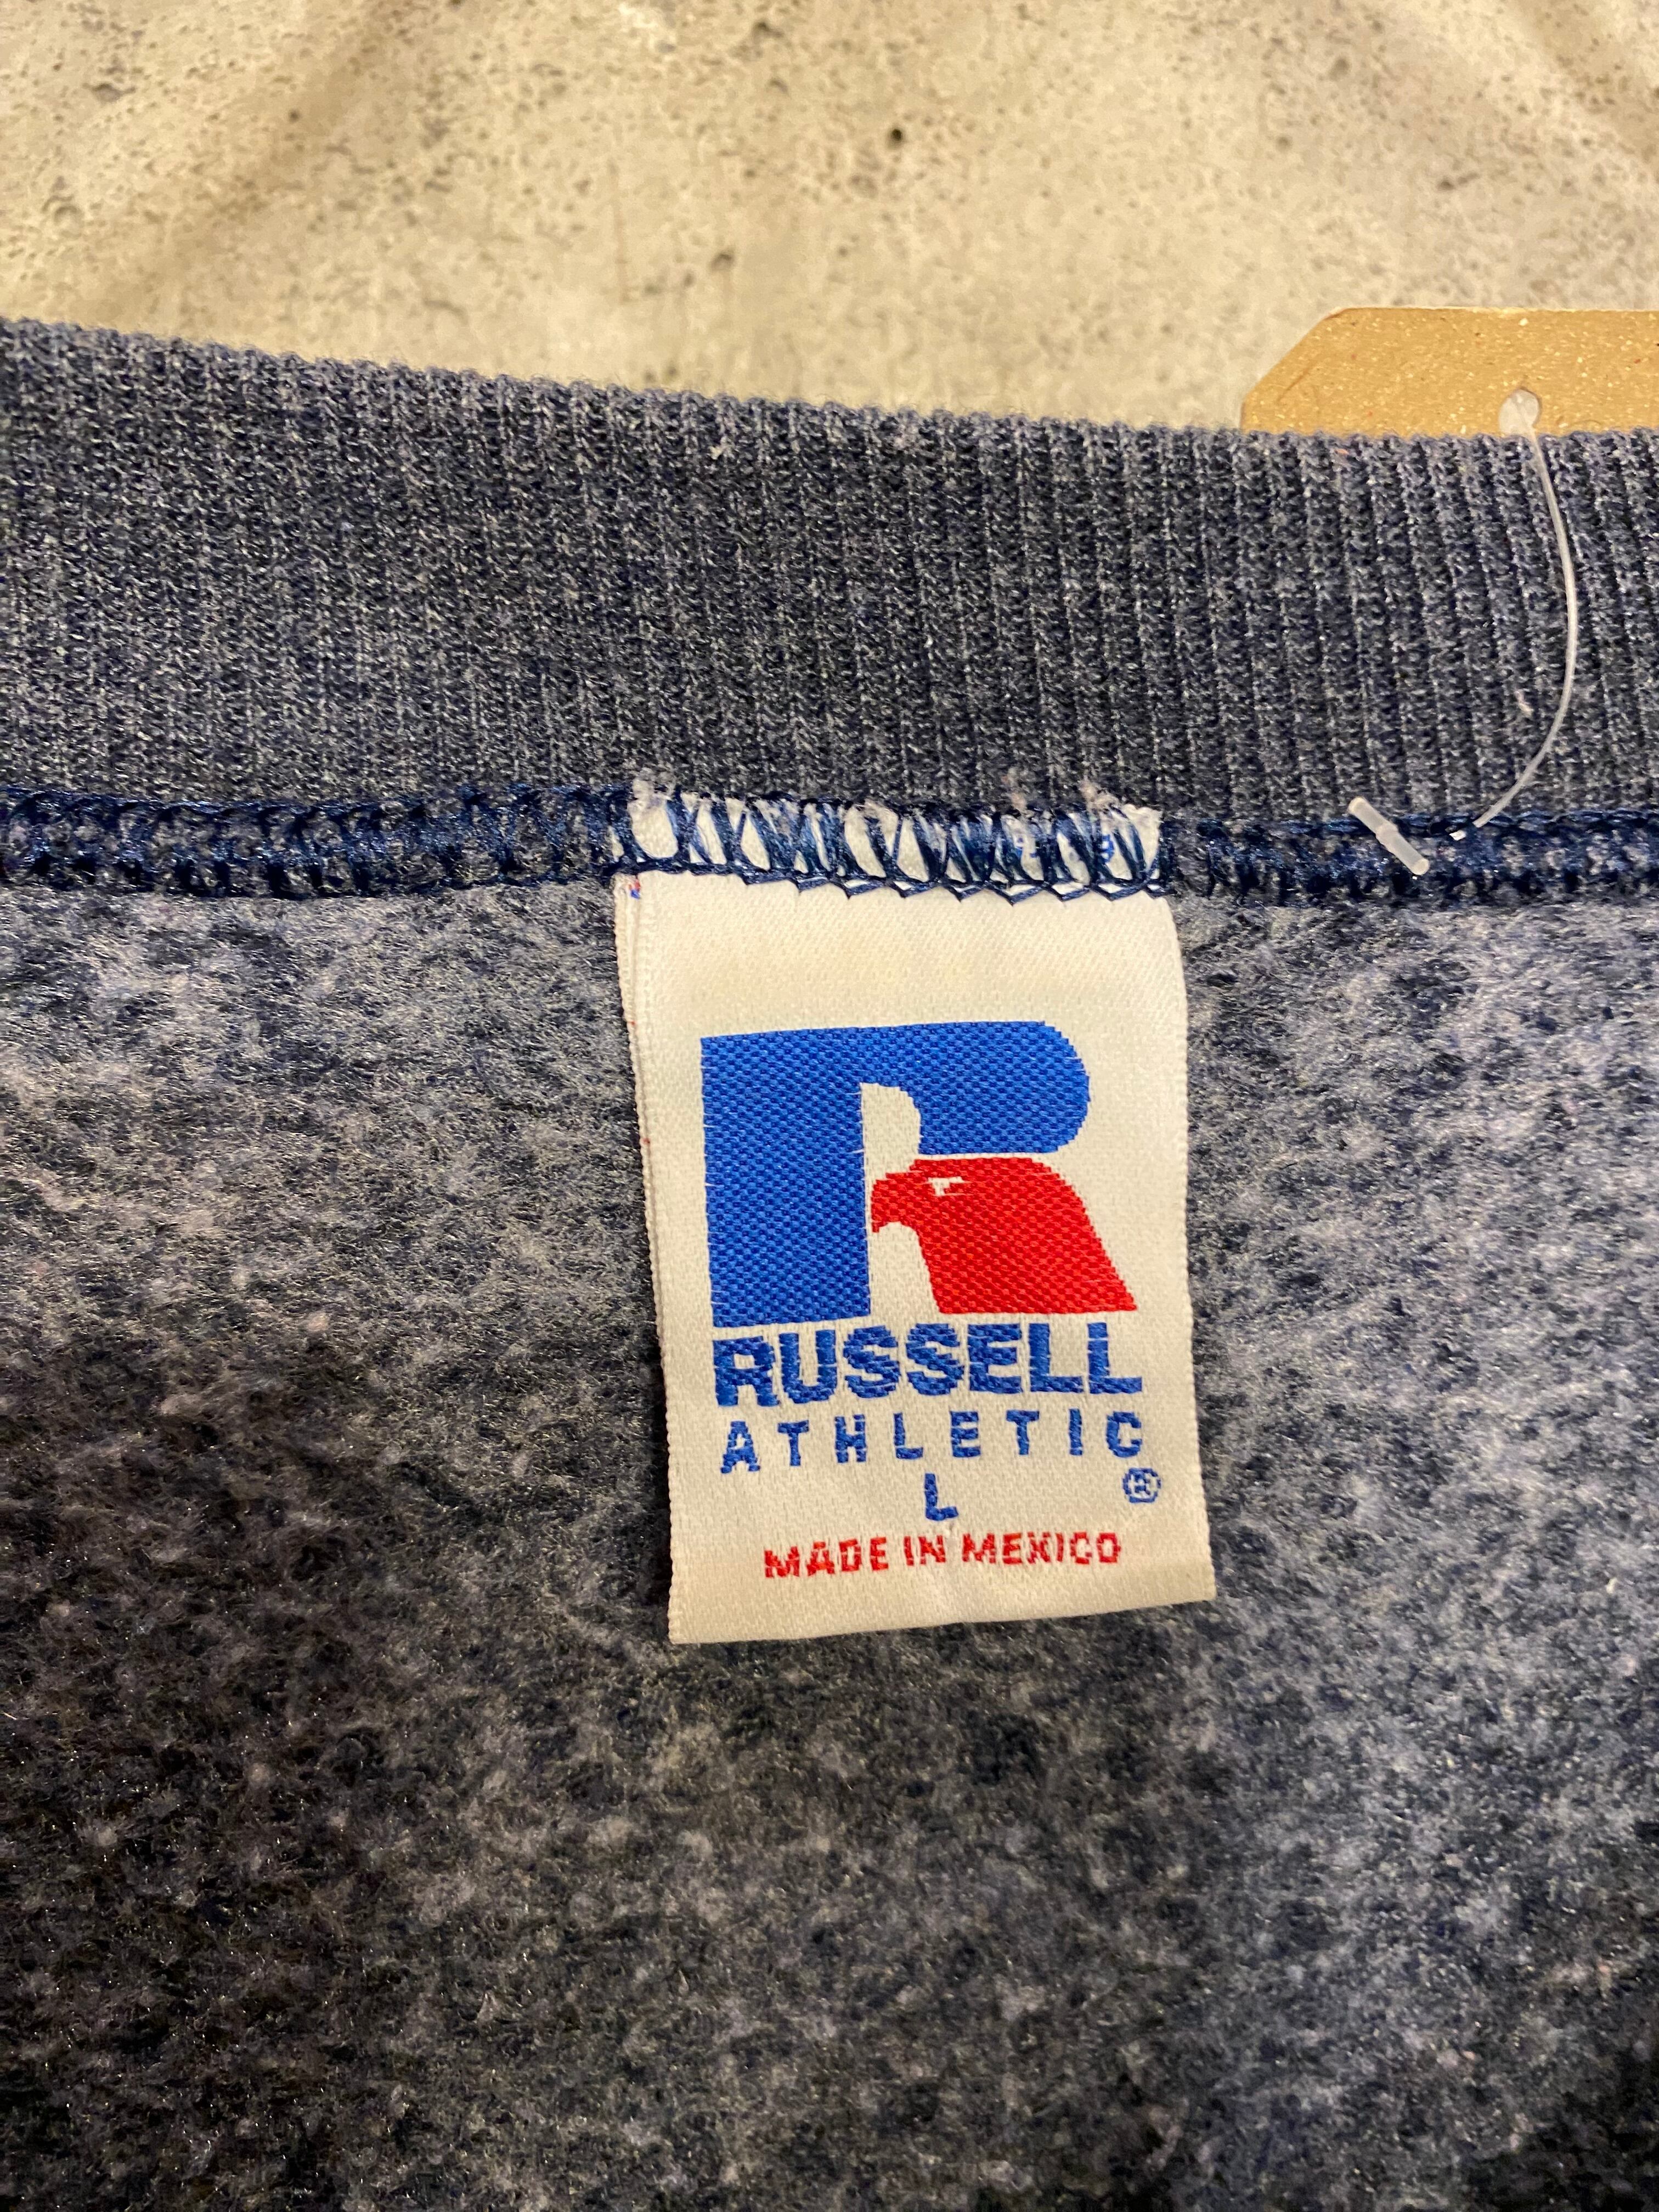 RUSSELL
ATHLETIC
L ®
MADE IN MEXICO